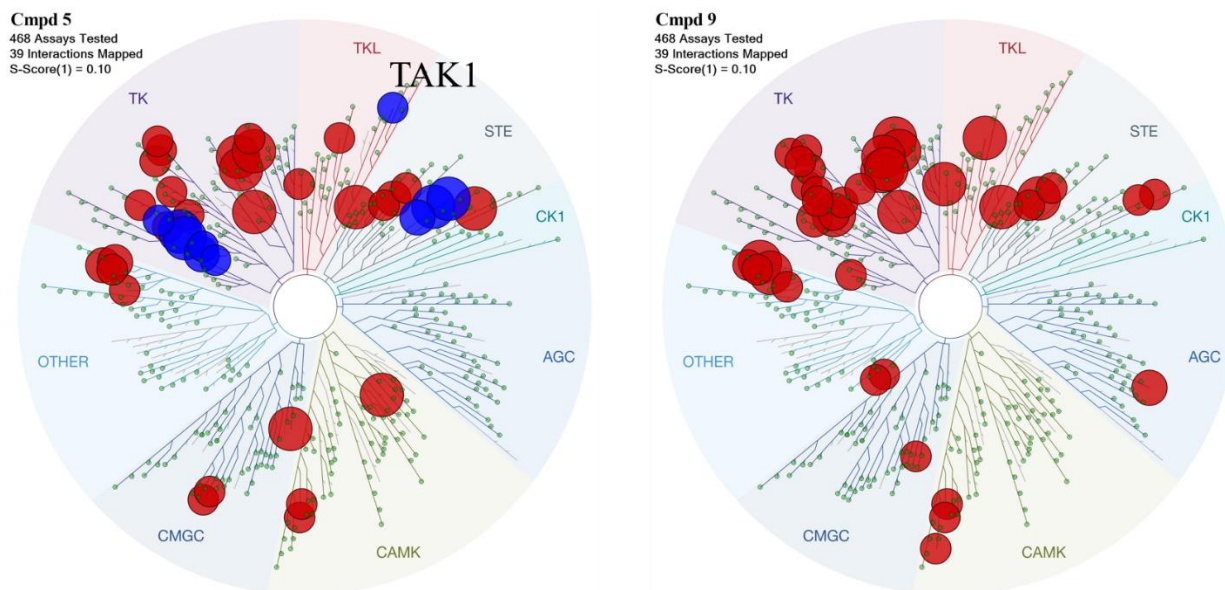 Cmpd 5
468 Assays Tested
39 Interactions Mapped
S-Score(1) = 0.10
TKL
TAK1
TK
STE
CK1
AGC
OTHER
CMGC
CAMK
Cmpd 9
468 Assays Tested
39 Interactions Mapped
S-Score(1) = 0.10
TKL
TK
STE
CK1
AGC
OTHER
CMGC
CAMK